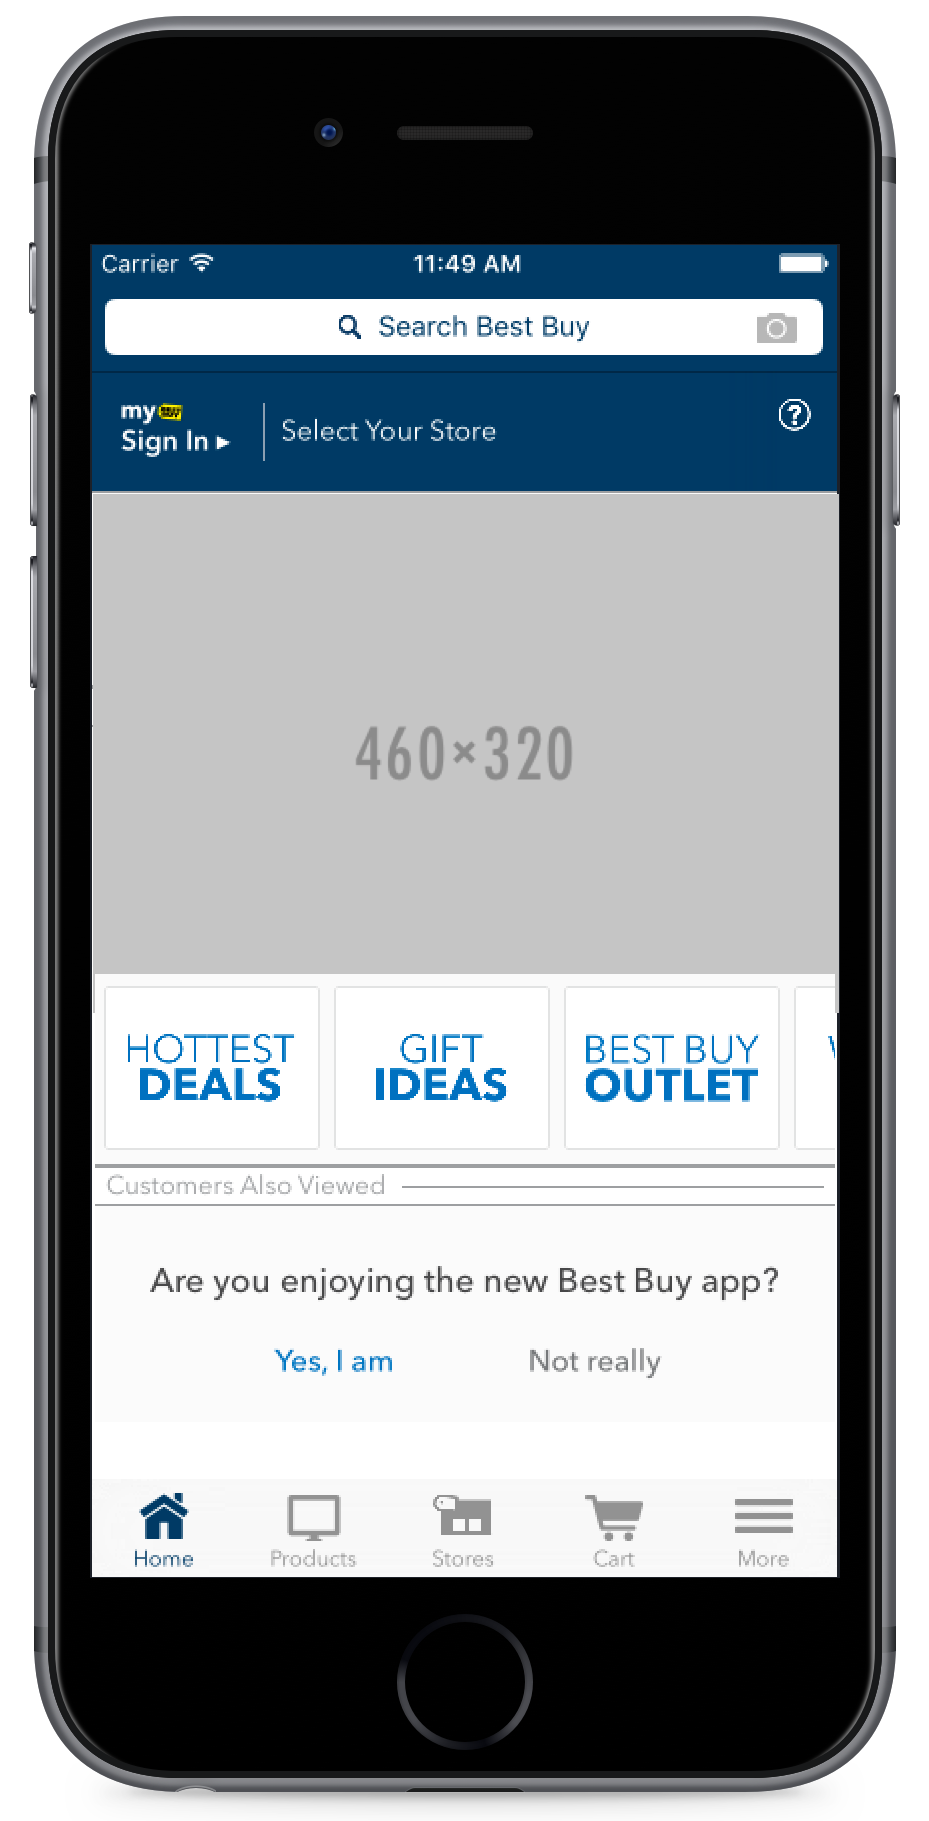 Carrier 11:49 AM
Search Best Buy
my BEST BUY
Sign In ▸ Select Your Store
?
460×320
HOTTEST DEALS
GIFT IDEAS
BEST BUY OUTLET
Customers Also Viewed
Are you enjoying the new Best Buy app?
Yes, I am Not really
Home Products Stores Cart More